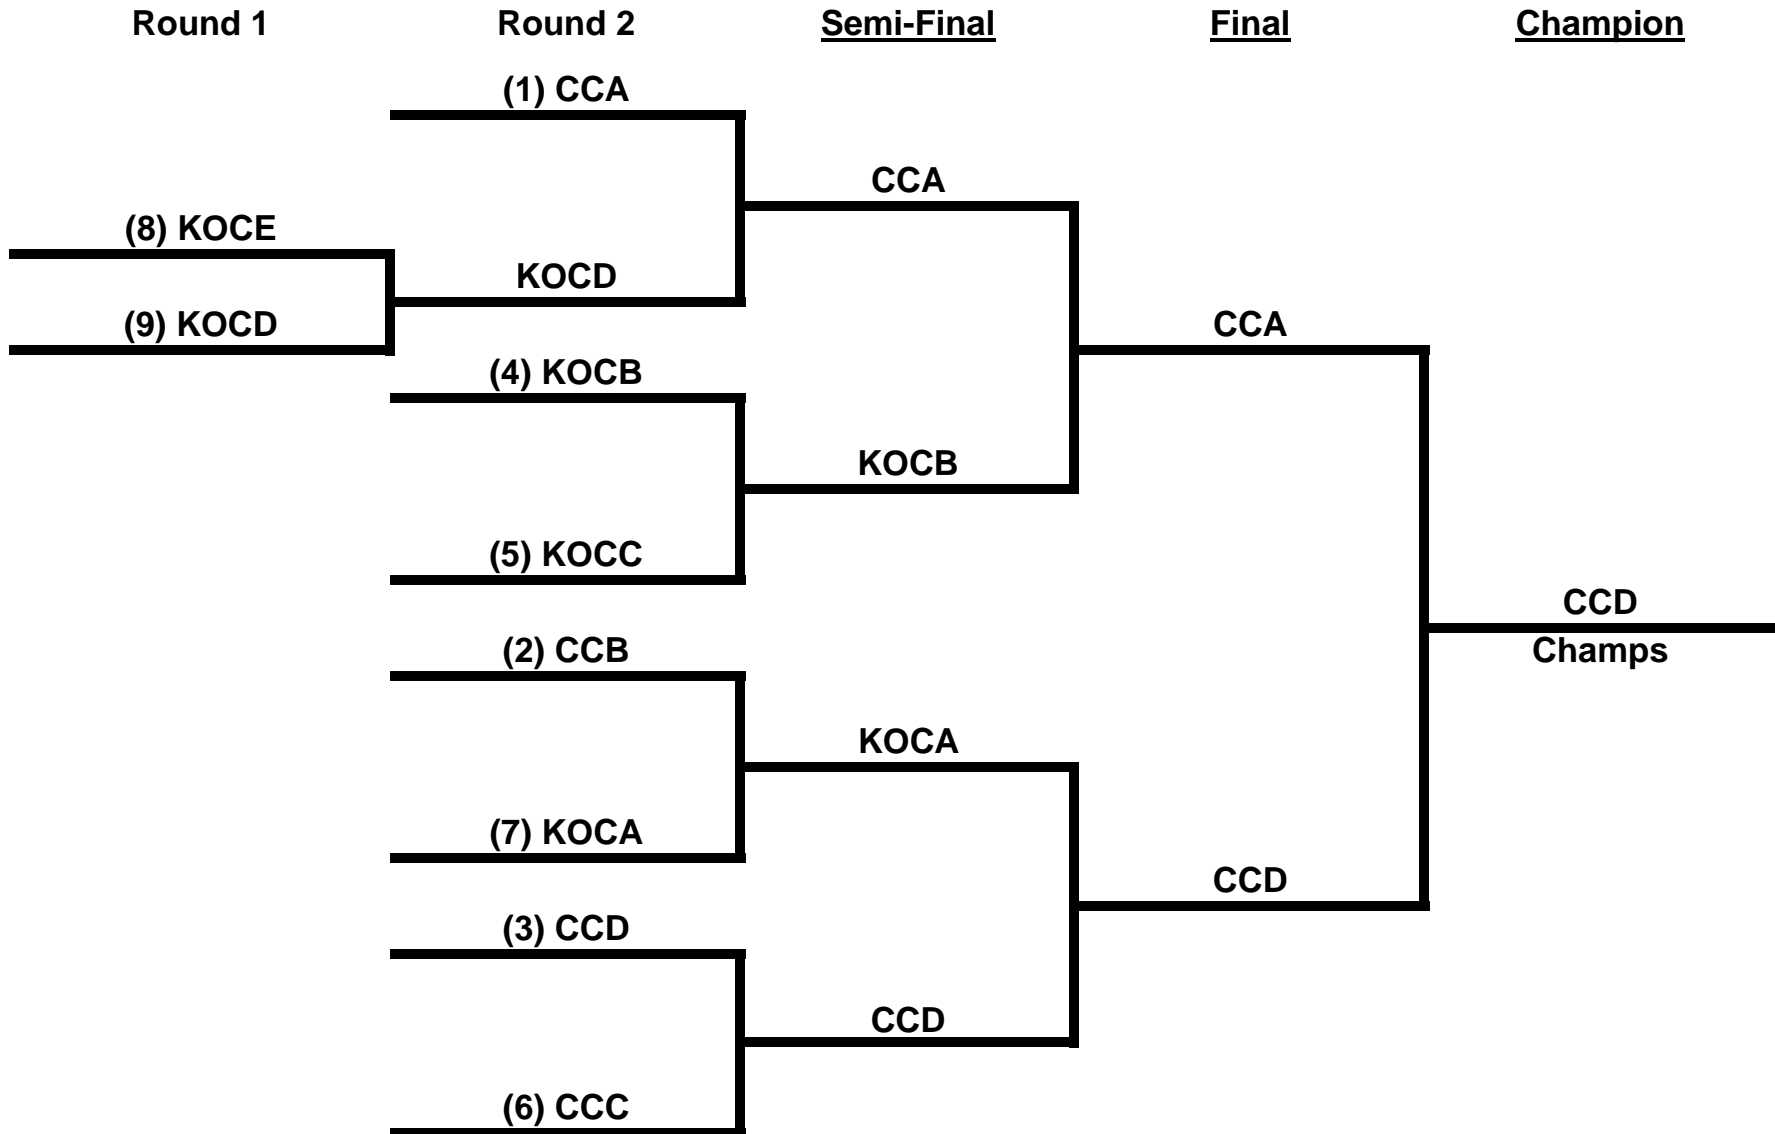 Round 1 Round 2 Semi-Final Final Champion
(1) CCA
CCA
(8) KOCE
KOCD
(9) KOCD
CCA
(4) KOCB
KOCB
(5) KOCC
CCD
Champs
(2) CCB
KOCA
(7) KOCA
CCD
(3) CCD
CCD
(6) CCC